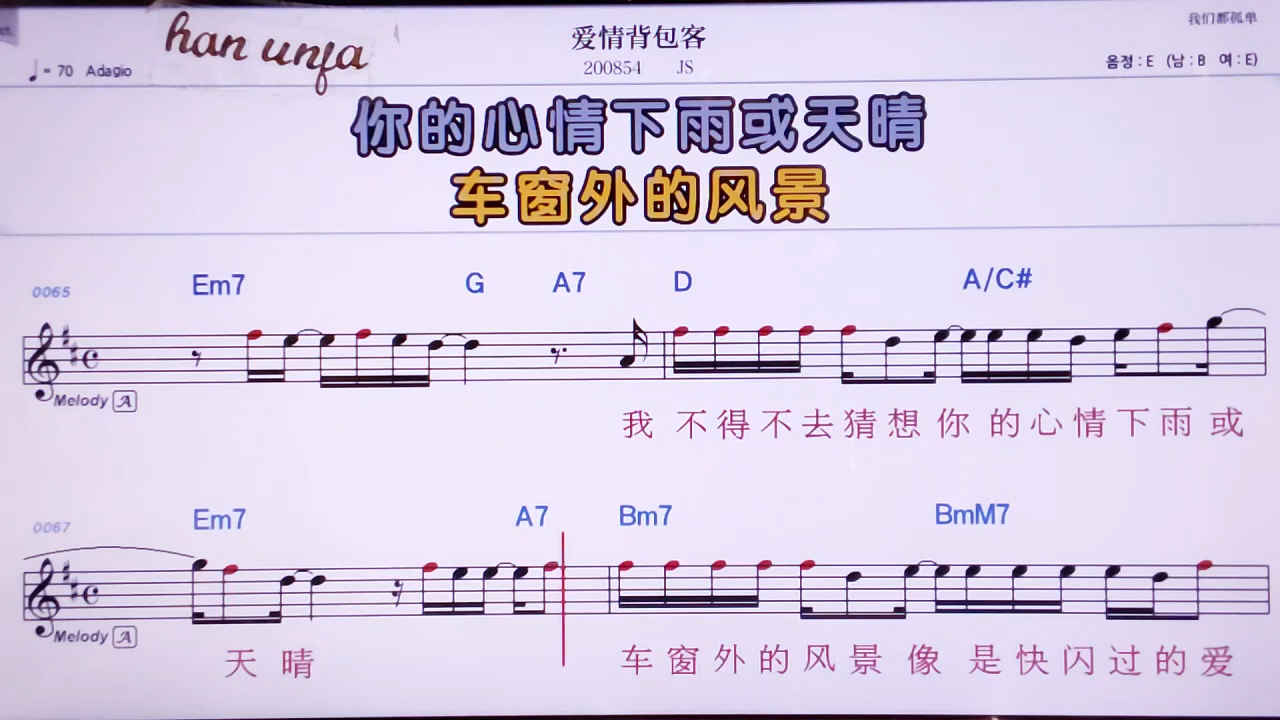 han unfa
爱情背包客
我们都孤单
♩= 70 Adagio
200854 JS
음정 : E (남 : B 여 : E)
你的心情下雨或天晴
车窗外的风景
Em7 G A7 D A/C#
0065
Melody A
我 不得不去猜想 你 的心情下雨 或
Em7 A7 Bm7 BmM7
0067
Melody A
天 晴 车窗外的风景 像 是快闪过的爱